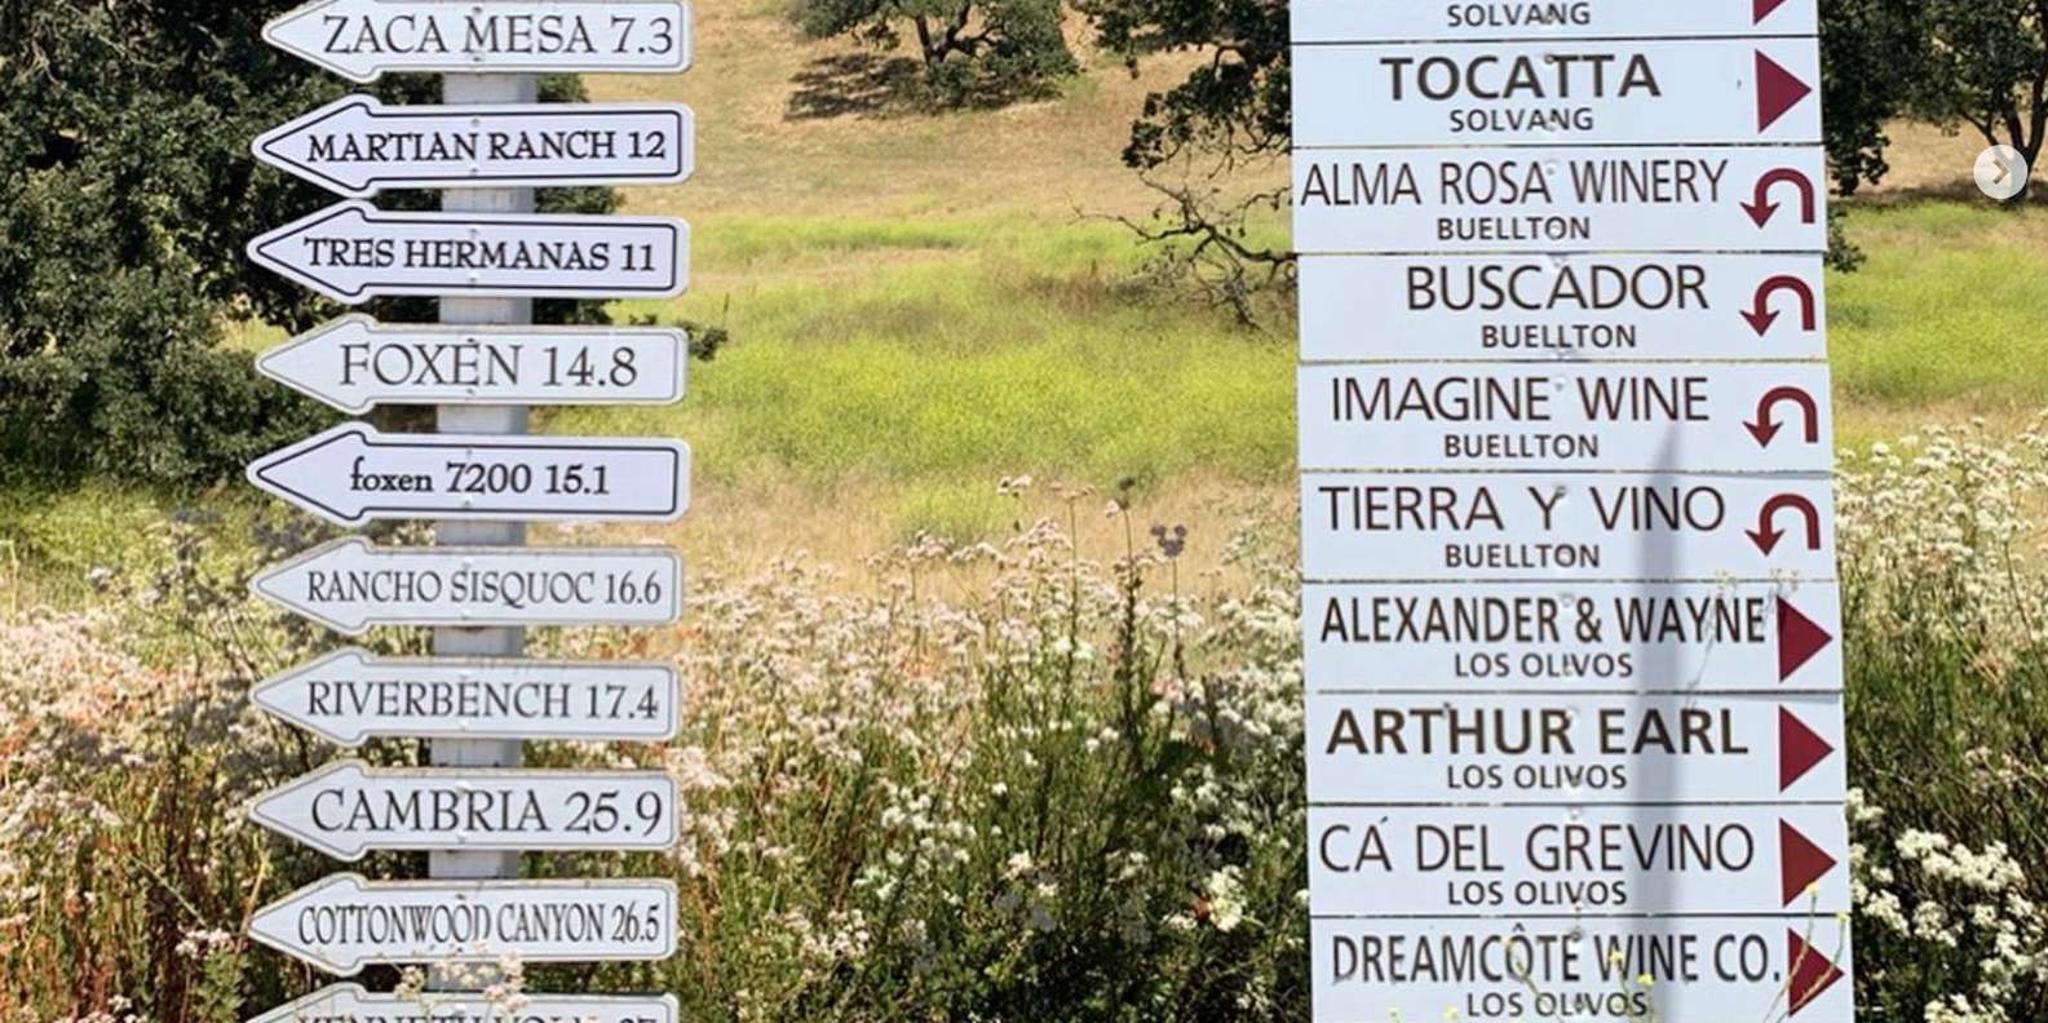 ZACA MESA 7.3
MARTIAN RANCH 12
TRES HERMANAS 11
FOXEN 14.8
foxen 7200 15.1
RANCHO SISQUOC 16.6
RIVERBENCH 17.4
CAMBRIA 25.9
COTTONWOOD CANYON 26.5
KENNETH
SOLVANG
TOCATTA
SOLVANG
ALMA ROSA WINERY
BUELLTON
BUSCADOR
BUELLTON
IMAGINE WINE
BUELLTON
TIERRA Y VINO
BUELLTON
ALEXANDER & WAYNE
LOS OLIVOS
ARTHUR EARL
LOS OLIVOS
CÁ DEL GREVINO
LOS OLIVOS
DREAMCÔTE WINE CO.
LOS OLIVOS